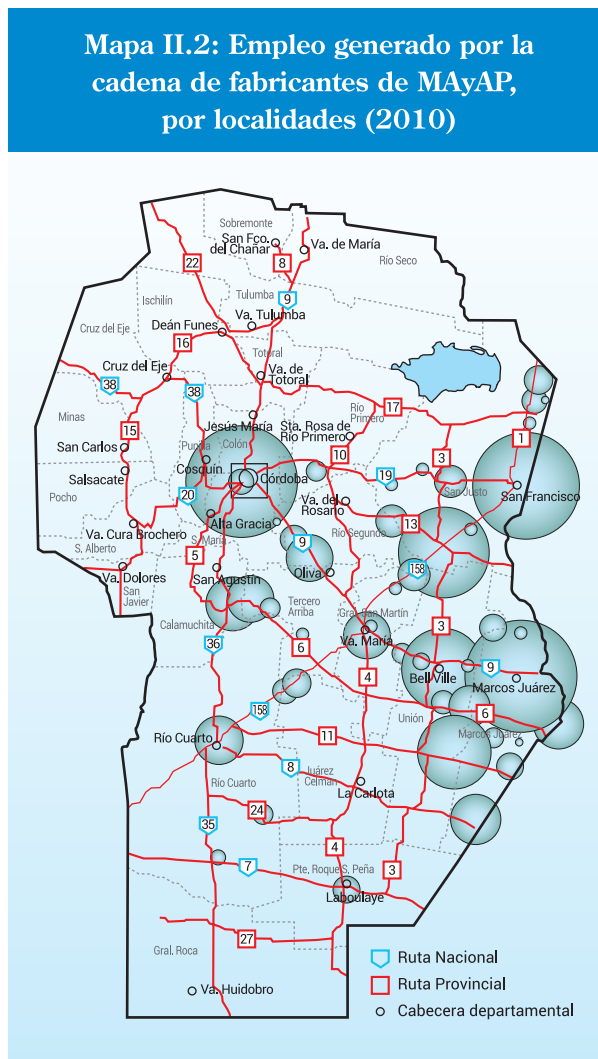 Mapa II.2: Empleo generado por la
cadena de fabricantes de MAyAP,
por localidades (2010)
Sobremonte
San Fco.
del Chañar
Va. de María
Río Seco
22
8
Ischilín
Tulumba
9
Va. Tulumba
Cruz del Eje
Deán Funes
16
Totoral
Cruz del Eje
Va. de
Totoral
38
38
Minas
15
Jesús María
Sta. Rosa de
Río Primero
Río
Primero
17
1
San Carlos
Punilla
Colón
10
3
Cosquín
Salsacate
Córdoba
19
San Justo
San Francisco
Pocho
20
Va. del
Rosario
Va. Cura Brochero
Alta Gracia
Río Segundo
13
S. Alberto
S. María
5
9
Va. Dolores
San Agustín
Oliva
158
San
Javier
Tercero
Arriba
Gral. San Martín
Calamuchita
Va. María
3
36
6
4
Bell Ville
9
Marcos Juárez
158
Unión
6
Río Cuarto
11
Marcos Juárez
8
Juárez
Celman
Río Cuarto
La Carlota
24
35
4
7
Pte. Roque S. Peña
3
Laboulaye
27
Gral. Roca
Va. Huidobro
Ruta Nacional
Ruta Provincial
Cabecera departamental